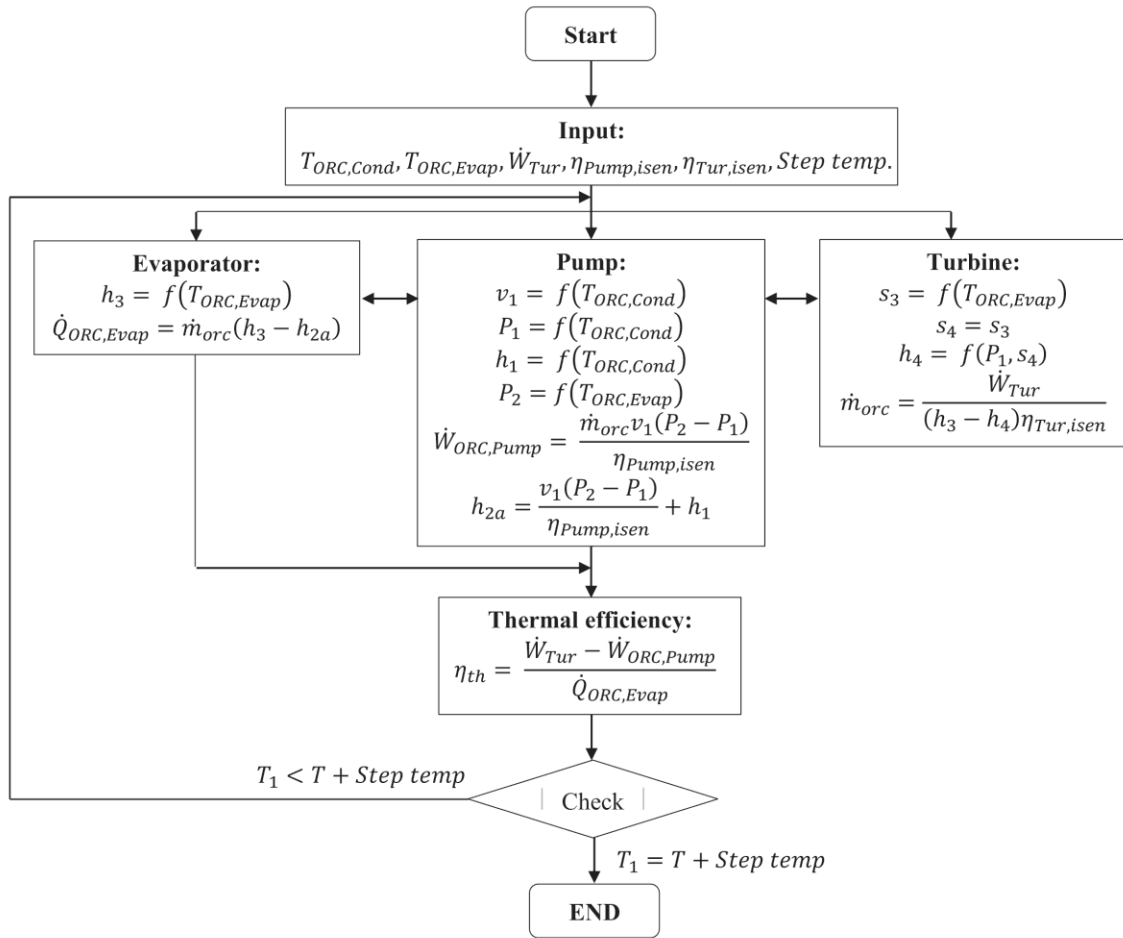 Start
Input:
T_{ORC,Cond}, T_{ORC,Evap}, Ẇ_{Tur}, η_{Pump,isen}, η_{Tur,isen}, Step temp.
Evaporator:
h_3 = f(T_{ORC,Evap})
Q̇_{ORC,Evap} = ṁ_{orc}(h_3 − h_{2a})
Pump:
v_1 = f(T_{ORC,Cond})
P_1 = f(T_{ORC,Cond})
h_1 = f(T_{ORC,Cond})
P_2 = f(T_{ORC,Evap})
Ẇ_{ORC,Pump} = \frac{ṁ_{orc}v_1(P_2 − P_1)}{η_{Pump,isen}}
h_{2a} = \frac{v_1(P_2 − P_1)}{η_{Pump,isen}} + h_1
Turbine:
s_3 = f(T_{ORC,Evap})
s_4 = s_3
h_4 = f(P_1, s_4)
ṁ_{orc} = \frac{Ẇ_{Tur}}{(h_3 − h_4)η_{Tur,isen}}
Thermal efficiency:
η_{th} = \frac{Ẇ_{Tur} − Ẇ_{ORC,Pump}}{Q̇_{ORC,Evap}}
T_1 < T + Step temp
| Check |
T_1 = T + Step temp
END